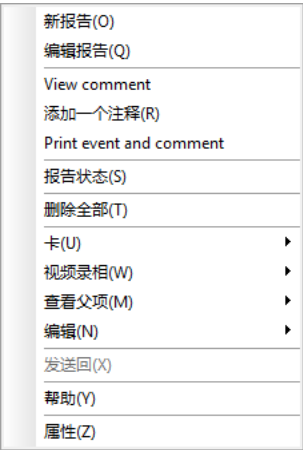 新报告(O)
编辑报告(Q)
View comment
添加一个注释(R)
Print event and comment
报告状态(S)
删除全部(T)
卡(U)
视频录相(W)
查看父项(M)
编辑(N)
发送回(X)
帮助(Y)
属性(Z)